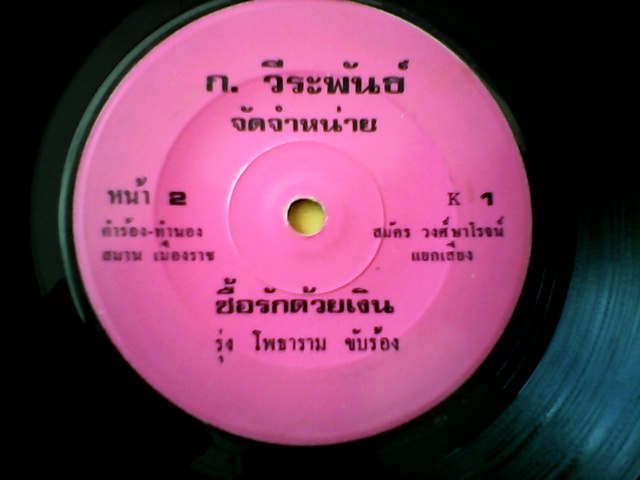 ก. วีระพันธ์
จัดจำหน่าย
หน้า 2
K 1
คำร้อง-ทำนอง
สมาน เมืองราช
สมัคร วงศ์ษาโรจน์
แยกเสียง
ซื้อรักด้วยเงิน
รุ่ง โพธาราม ขับร้อง